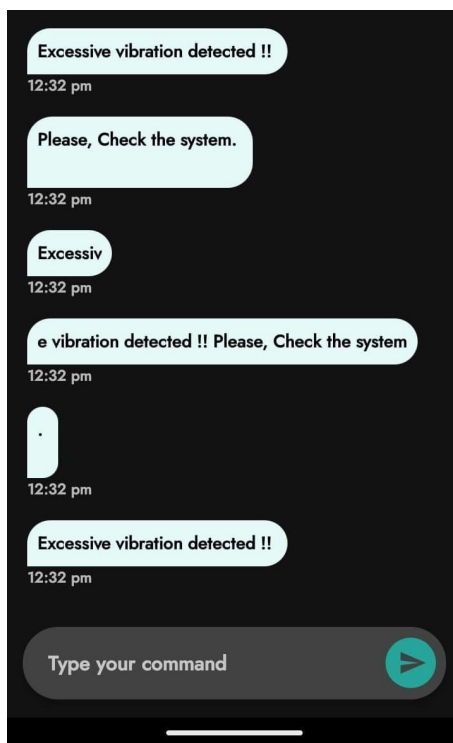 Excessive vibration detected !!
12:32 pm
Please, Check the system.
12:32 pm
Excessiv
12:32 pm
e vibration detected !! Please, Check the system
12:32 pm
.
12:32 pm
Excessive vibration detected !!
12:32 pm
Type your command